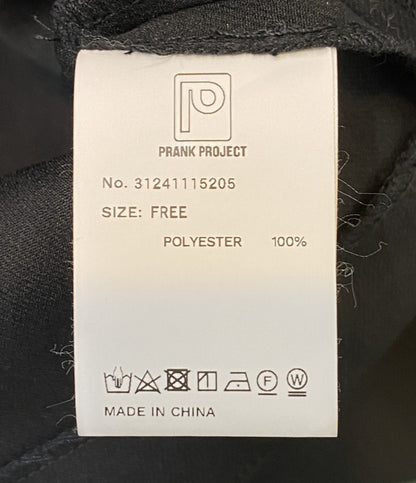 P
PRANK PROJECT
No. 31241115205
SIZE: FREE
POLYESTER 100%
F W
MADE IN CHINA